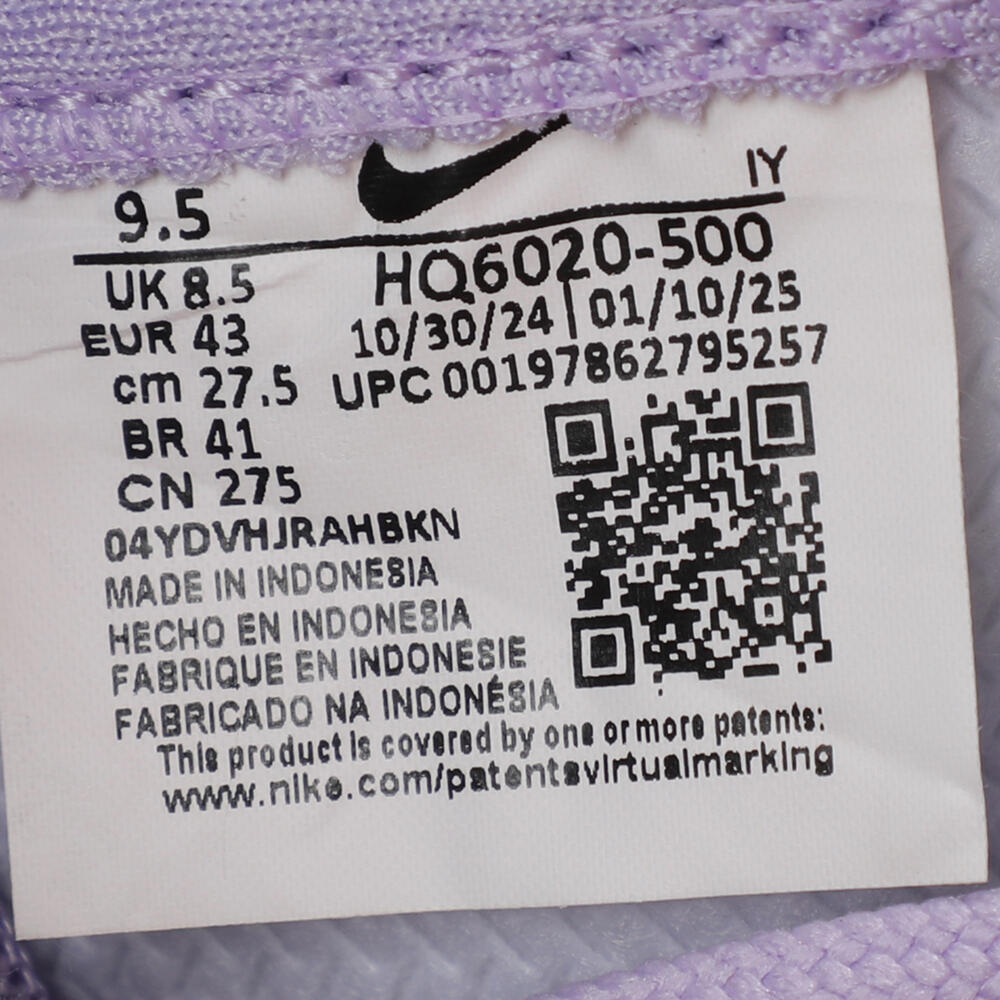 IY
9.5
UK 8.5
EUR 43
cm 27.5
BR 41
CN 275
HQ6020-500
10/30/24 | 01/10/25
UPC 00197862795257
04YDVHJRAHBKN
MADE IN INDONESIA
HECHO EN INDONESIA
FABRIQUE EN INDONESIE
FABRICADO NA INDONÉSIA
This product is covered by one or more patents:
www.nike.com/patentsvirtualmarking